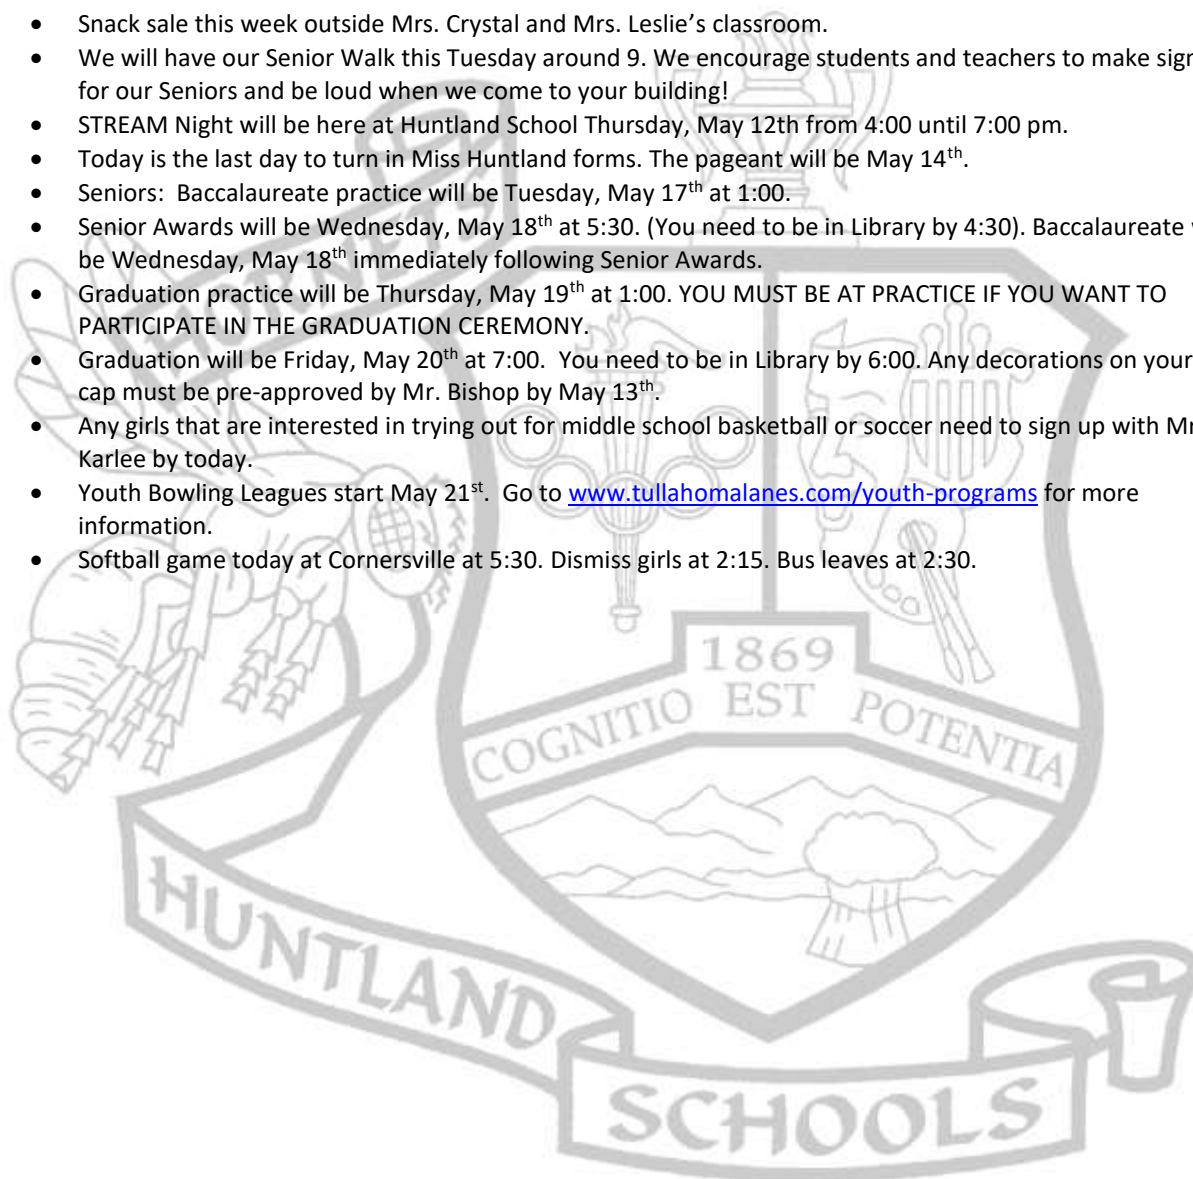 • Snack sale this week outside Mrs. Crystal and Mrs. Leslie’s classroom.
• We will have our Senior Walk this Tuesday around 9. We encourage students and teachers to make sign
for our Seniors and be loud when we come to your building!
• STREAM Night will be here at Huntland School Thursday, May 12th from 4:00 until 7:00 pm.
• Today is the last day to turn in Miss Huntland forms. The pageant will be May 14th.
• Seniors: Baccalaureate practice will be Tuesday, May 17th at 1:00.
• Senior Awards will be Wednesday, May 18th at 5:30. (You need to be in Library by 4:30). Baccalaureate
be Wednesday, May 18th immediately following Senior Awards.
• Graduation practice will be Thursday, May 19th at 1:00. YOU MUST BE AT PRACTICE IF YOU WANT TO
PARTICIPATE IN THE GRADUATION CEREMONY.
• Graduation will be Friday, May 20th at 7:00. You need to be in Library by 6:00. Any decorations on your
cap must be pre-approved by Mr. Bishop by May 13th.
• Any girls that are interested in trying out for middle school basketball or soccer need to sign up with
Karlee by today.
• Youth Bowling Leagues start May 21st. Go to www.tullahomalanes.com/youth-programs for more
information.
• Softball game today at Cornersville at 5:30. Dismiss girls at 2:15. Bus leaves at 2:30.
HORNETS
1869
COGNITIO EST POTENTIA
HUNTLAND
SCHOOLS